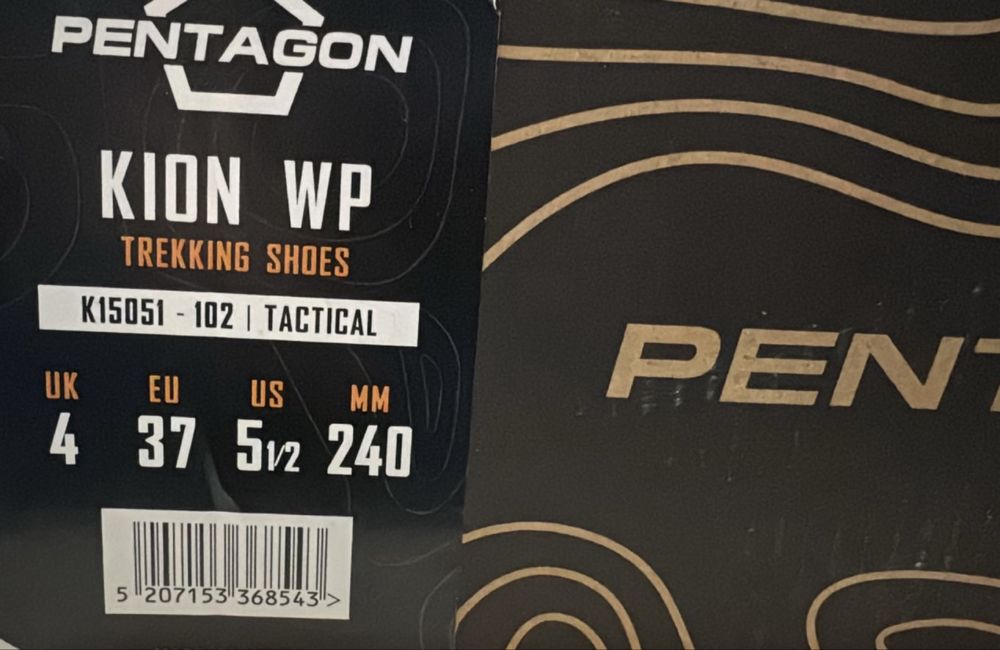 PENTAGON
KION WP
TREKKING SHOES
K15051 - 102 | TACTICAL
UK EU US MM
4 37 5 1/2 240
5 207153 368543 >
PENT